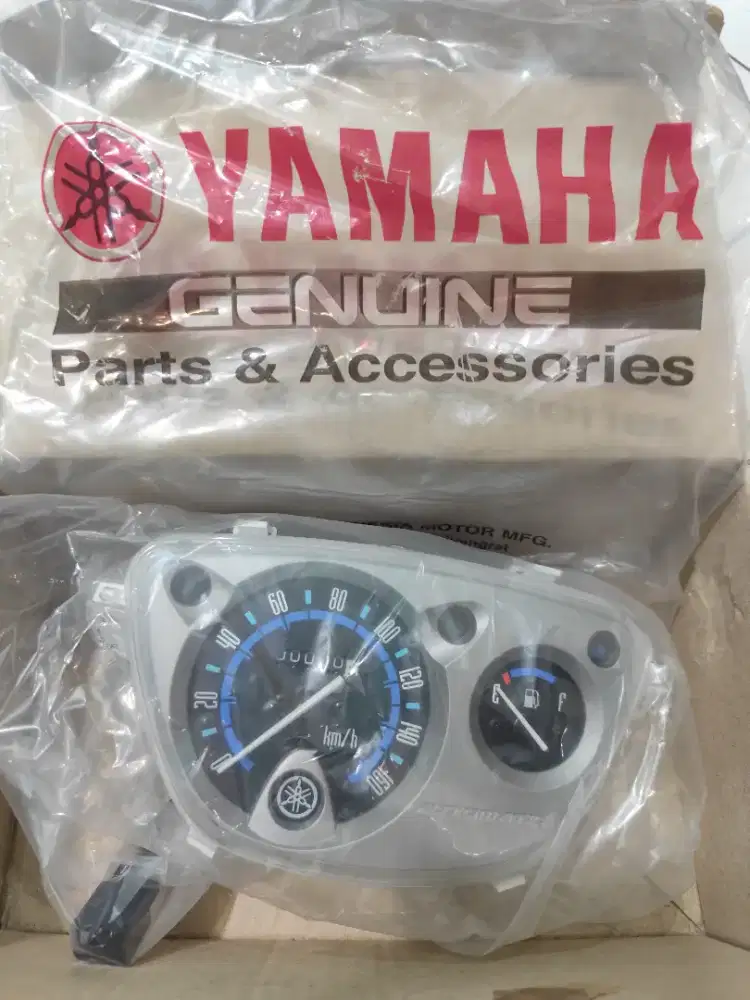 YAMAHA
GENUINE
Parts & Accessories
MOTOR MFG.
0 20 40 60 80 100 120 140 160
km/h
F